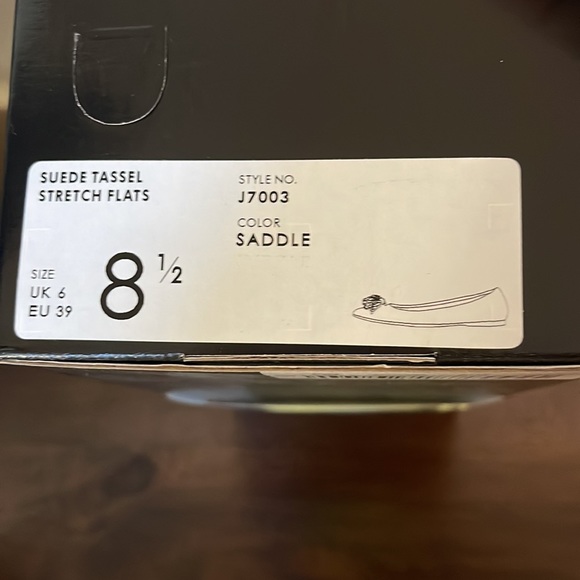 SUEDE TASSEL
STRETCH FLATS
STYLE NO.
J7003
COLOR
SADDLE
SIZE
UK 6
EU 39
8 1/2